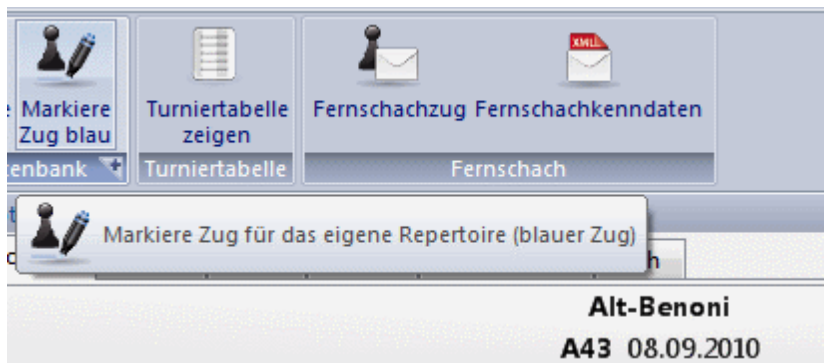 XML
Markiere
Zug blau
Turniertabelle
zeigen
Fernschachzug Fernschachkenndaten
Turniertabelle
Fernschach
Markiere Zug für das eigene Repertoire (blauer Zug)
Alt-Benoni
A43 08.09.2010